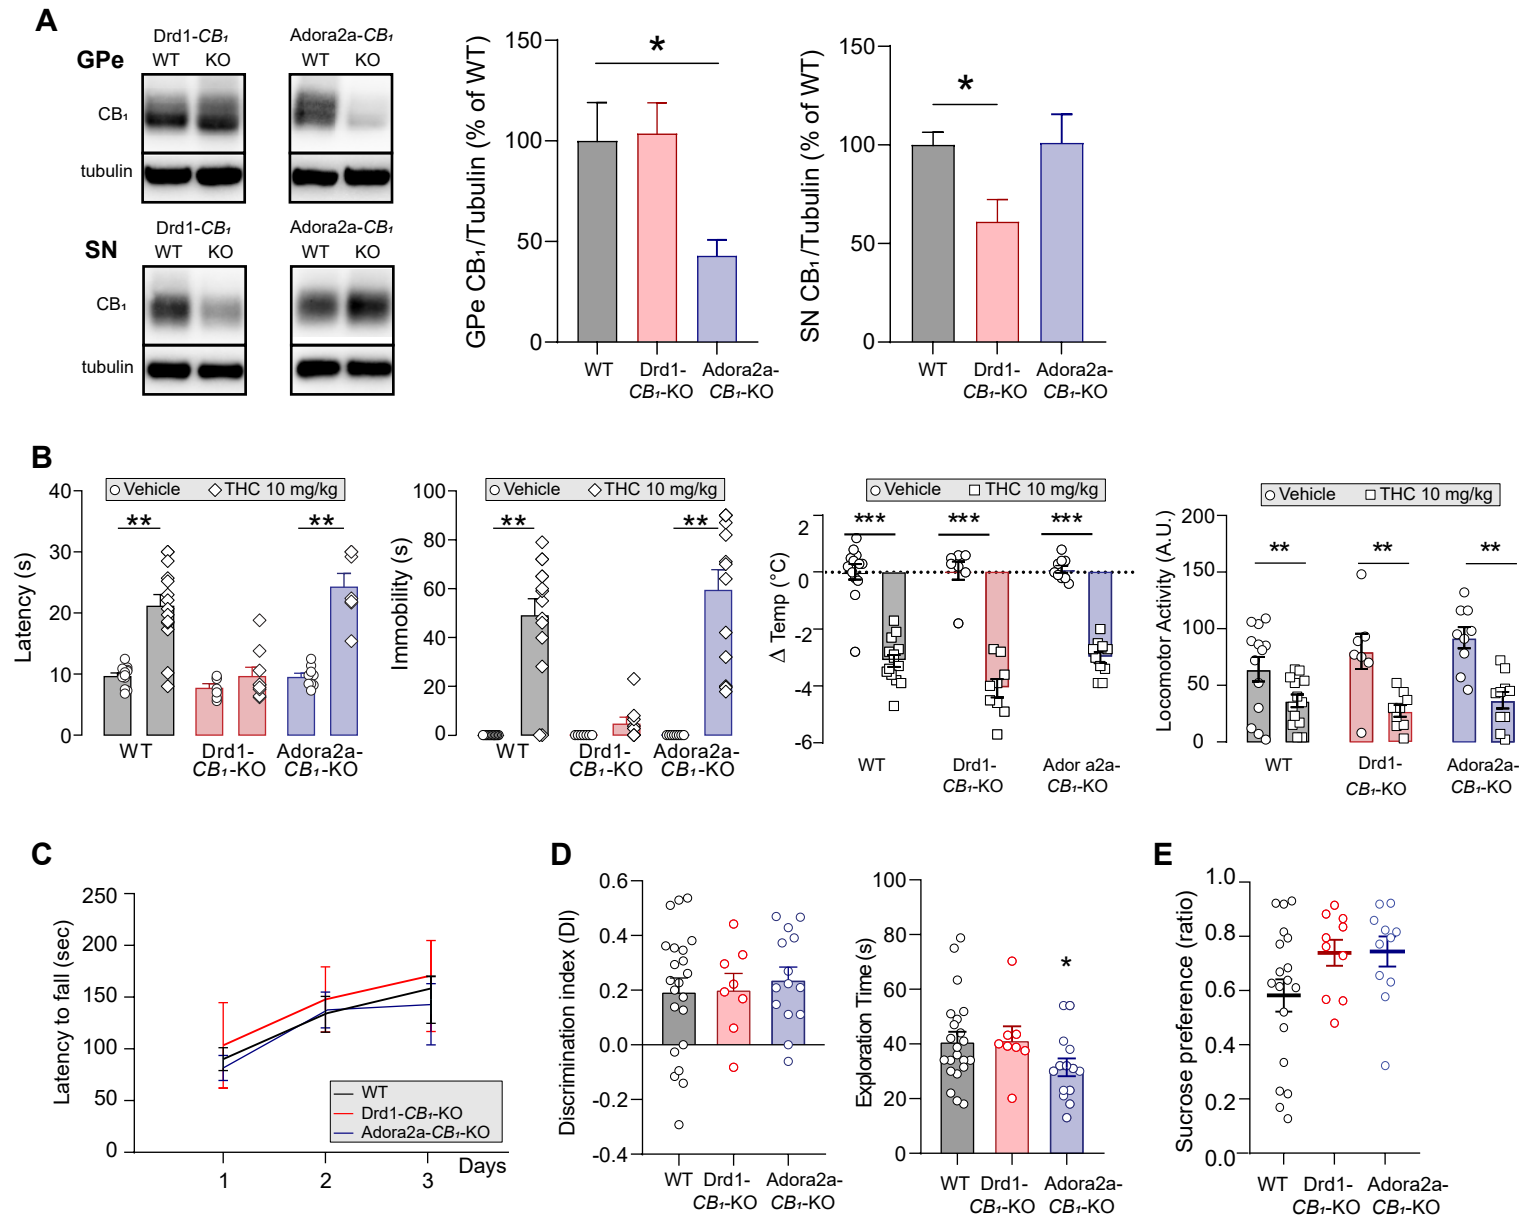 A
Drd1-CB₁
Adora2a-CB₁
GPe
WT
KO
WT
KO
CB₁
tubulin
Drd1-CB₁
Adora2a-CB₁
SN
WT
KO
WT
KO
CB₁
tubulin
GPe CB₁/Tubulin (% of WT)
150
100
50
0
*
WT
Drd1-
CB₁-KO
Adora2a-
CB₁-KO
SN CB₁/Tubulin (% of WT)
150
100
50
0
*
WT
Drd1-
CB₁-KO
Adora2a-
CB₁-KO
B
Latency (s)
40
30
20
10
0
Vehicle
THC 10 mg/kg
**
**
WT
Drd1-
CB₁-KO
Adora2a-
CB₁-KO
Immobility (s)
100
80
60
40
20
0
Vehicle
THC 10 mg/kg
**
**
WT
Drd1-
CB₁-KO
Adora2a-
CB₁-KO
Δ Temp (°C)
2
0
-2
-4
-6
Vehicle
THC 10 mg/kg
***
***
***
WT
Drd1-
CB₁-KO
Ador a2a-
CB₁-KO
Locomotor Activity (A.U.)
200
150
100
50
0
Vehicle
THC 10 mg/kg
**
**
**
WT
Drd1-
CB₁-KO
Adora2a-
CB₁-KO
C
Latency to fall (sec)
250
200
150
100
50
0
WT
Drd1-CB₁-KO
Adora2a-CB₁-KO
1
2
3
Days
D
Discrimination index (DI)
0.6
0.4
0.2
0.0
-0.2
-0.4
WT
Drd1-
CB₁-KO
Adora2a-
CB₁-KO
Exploration Time (s)
100
80
60
40
20
0
*
WT
Drd1-
CB₁-KO
Adora2a-
CB₁-KO
E
Sucrose preference (ratio)
1.0
0.8
0.6
0.4
0.2
0.0
WT
Drd1-
CB₁-KO
Adora2a-
CB₁-KO